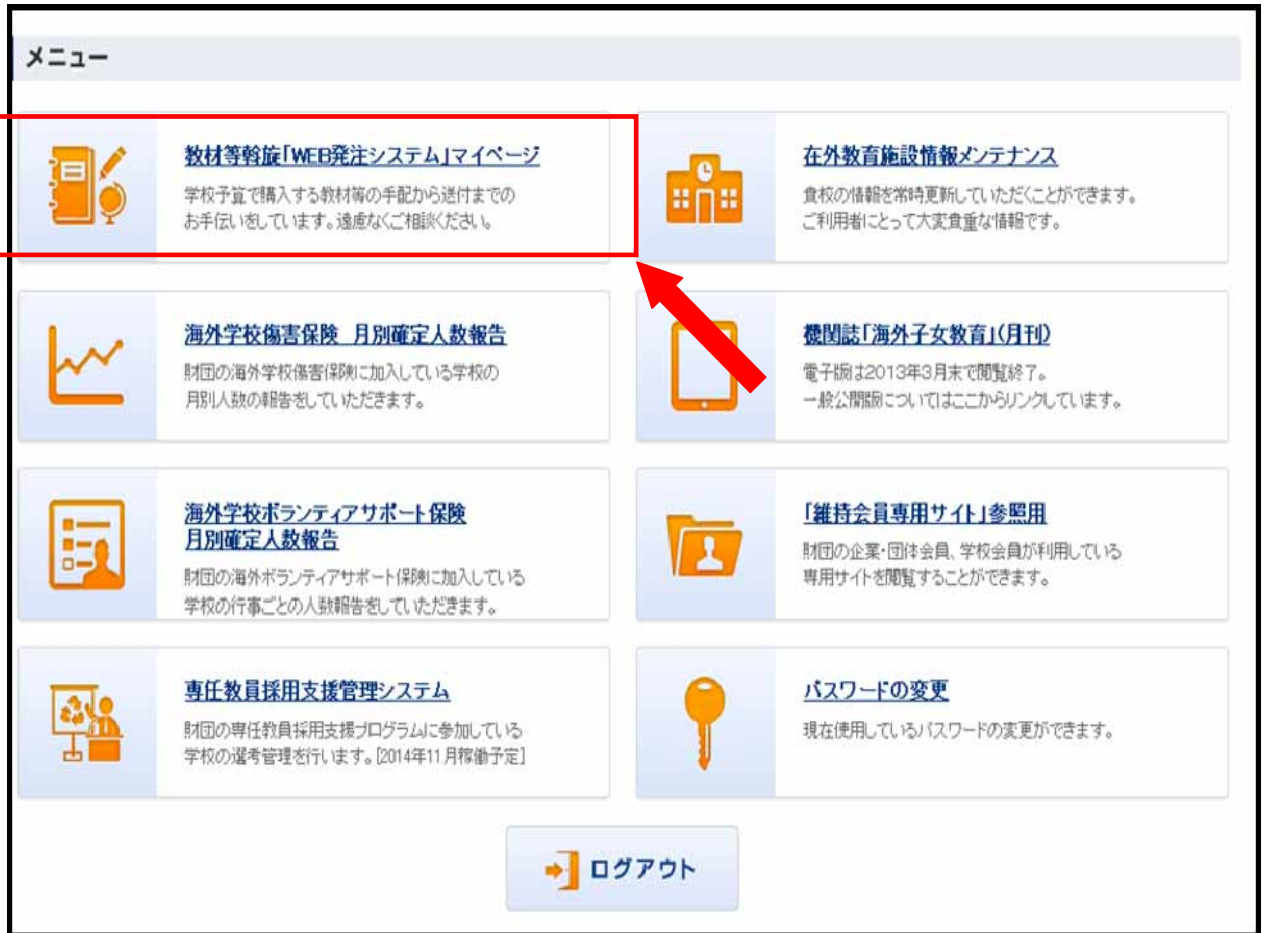 メニュー
教材等斡旋「WEB発注システム」マイページ
学校予算で購入する教材等の手配から送付までの
お手伝いをしています。遠慮なくご相談ください。
在外教育施設情報メンテナンス
貴校の情報を常時更新していただくことができます。
ご利用者にとって大変貴重な情報です。
海外学校傷害保険 月別確定人数報告
財団の海外学校傷害保険に加入している学校の
月別人数の報告をしていただきます。
機関誌「海外子女教育」(月刊)
電子版は2013年3月末で閲覧終了。
一般公開版についてはここからリンクしています。
海外学校ボランティアサポート保険
月別確定人数報告
財団の海外ボランティアサポート保険に加入している
学校の行事ごとの人数報告をしていただきます。
「維持会員専用サイト」参照用
財団の企業・団体会員、学校会員が利用している
専用サイトを閲覧することができます。
専任教員採用支援管理システム
財団の専任教員採用支援プログラムに参加している
学校の選考管理を行います。[2014年11月稼働予定]
パスワードの変更
現在使用しているパスワードの変更ができます。
ログアウト